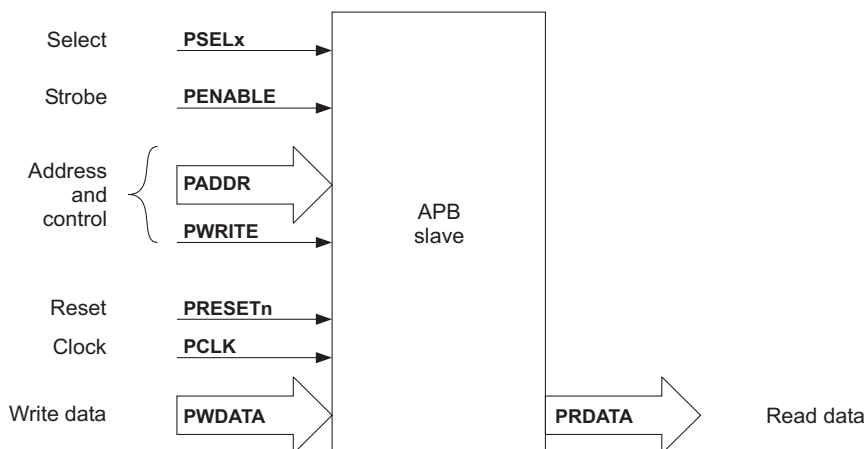 Select PSELx
Strobe PENABLE
Address
and
control
PADDR
PWRITE
APB
slave
Reset PRESETn
Clock PCLK
Write data PWDATA PRDATA Read data